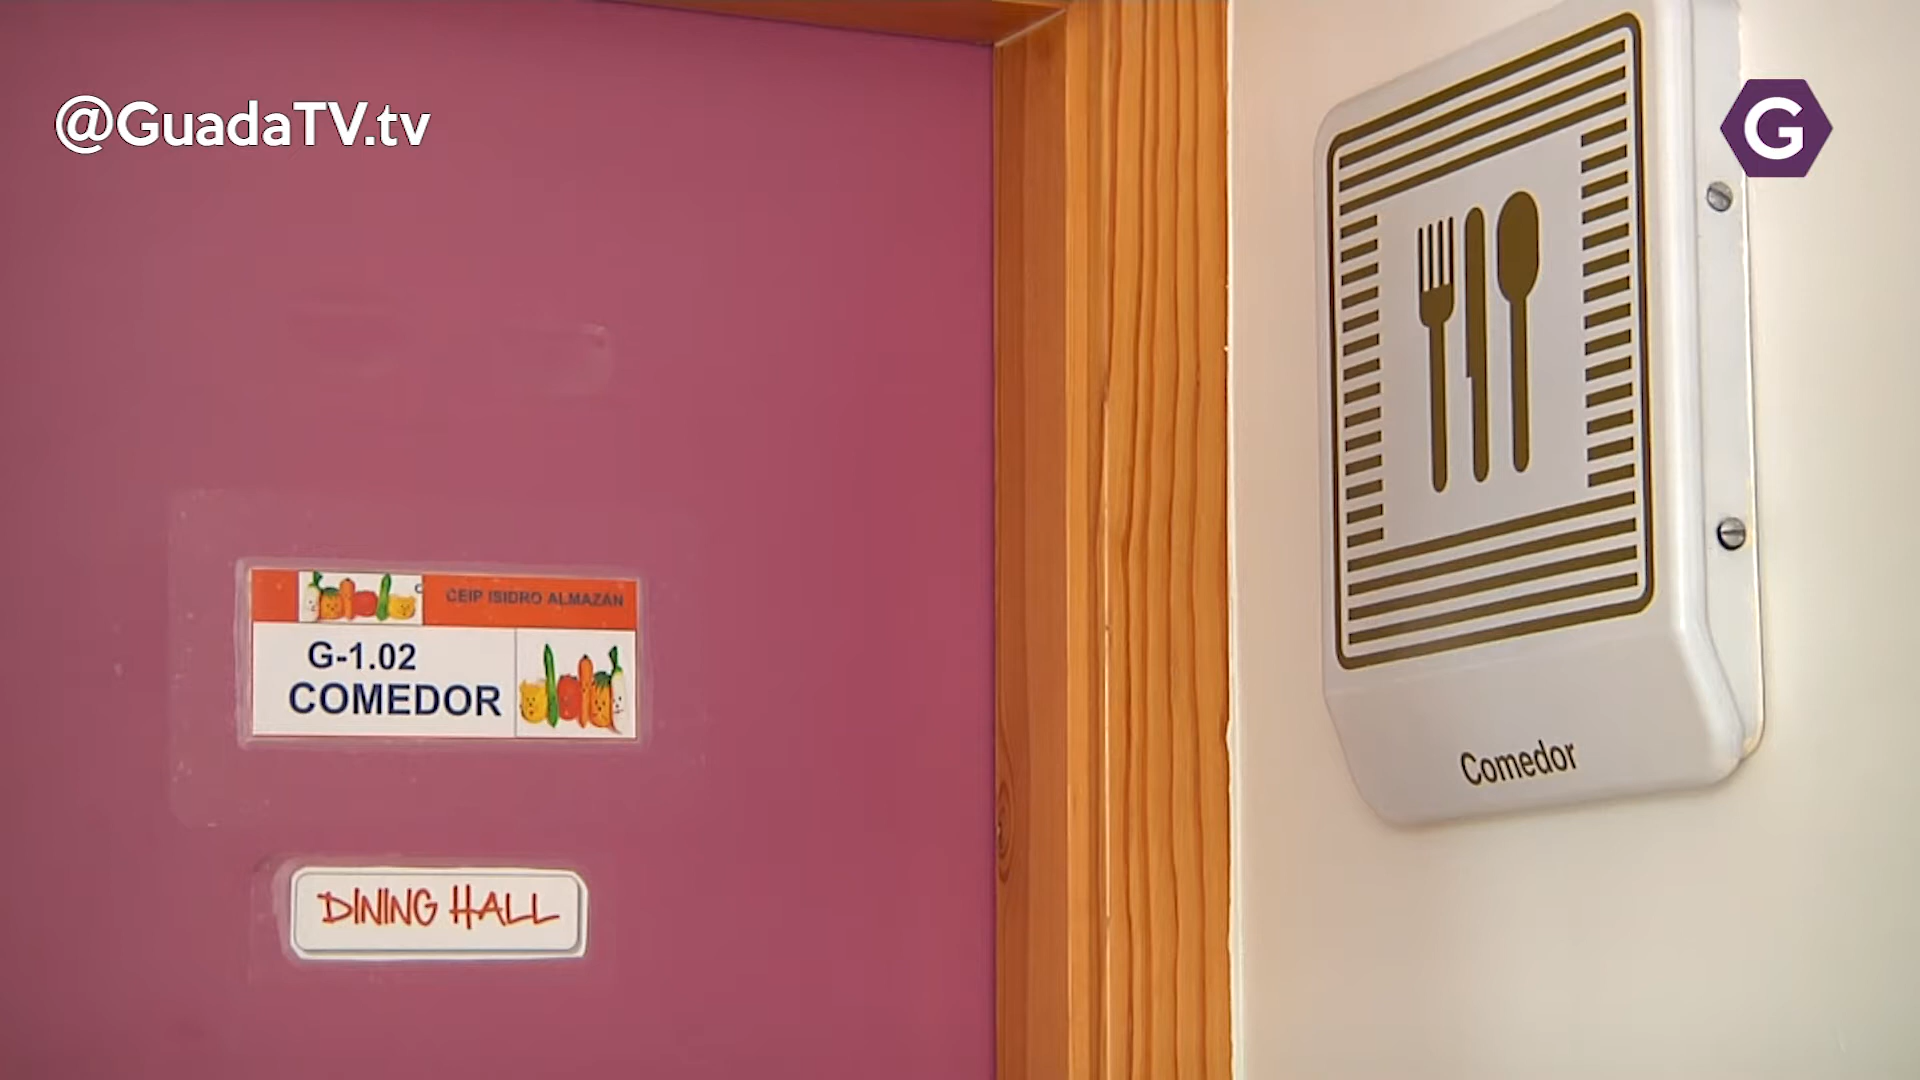 @GuadaTV.tv
G
CEIP ISIDRO ALMAZÁN
G-1.02
COMEDOR
DINING HALL
Comedor